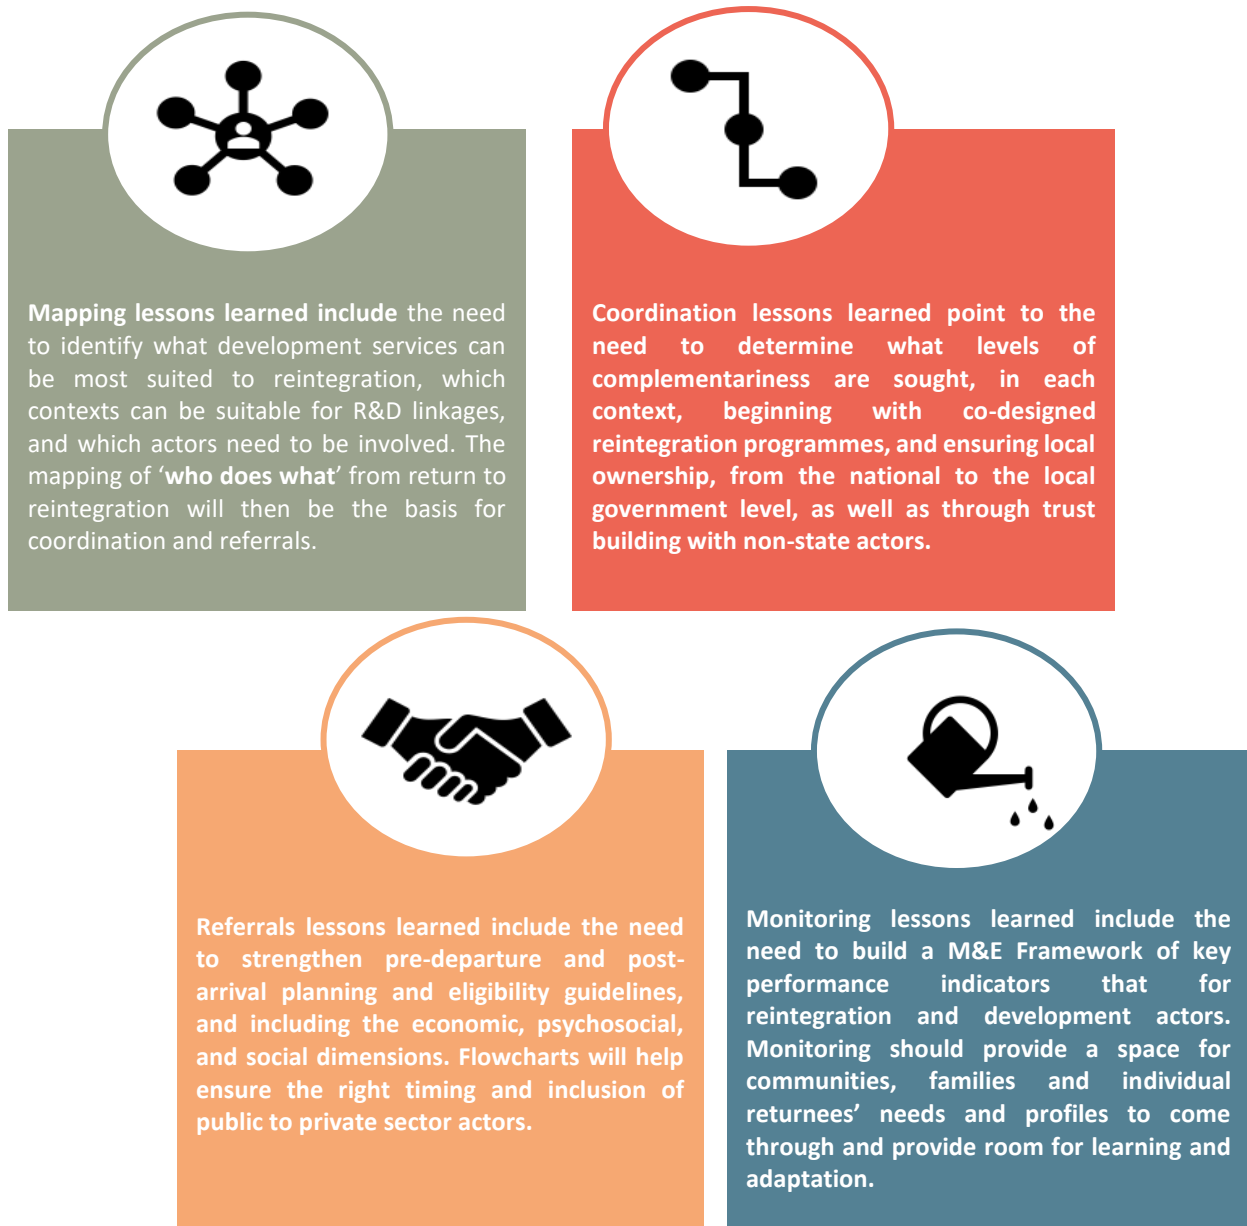 Mapping lessons learned include the need
to identify what development services can
be most suited to reintegration, which
contexts can be suitable for R&D linkages,
and which actors need to be involved. The
mapping of ‘who does what’ from return to
reintegration will then be the basis for
coordination and referrals.
Coordination lessons learned point to the
need to determine what levels of
complementariness are sought, in each
context, beginning with co-designed
reintegration programmes, and ensuring local
ownership, from the national to the local
government level, as well as through trust
building with non-state actors.
Referrals lessons learned include the need
to strengthen pre-departure and post-
arrival planning and eligibility guidelines,
and including the economic, psychosocial,
and social dimensions. Flowcharts will help
ensure the right timing and inclusion of
public to private sector actors.
Monitoring lessons learned include the
need to build a M&E Framework of key
performance indicators that for
reintegration and development actors.
Monitoring should provide a space for
communities, families and individual
returnees’ needs and profiles to come
through and provide room for learning and
adaptation.